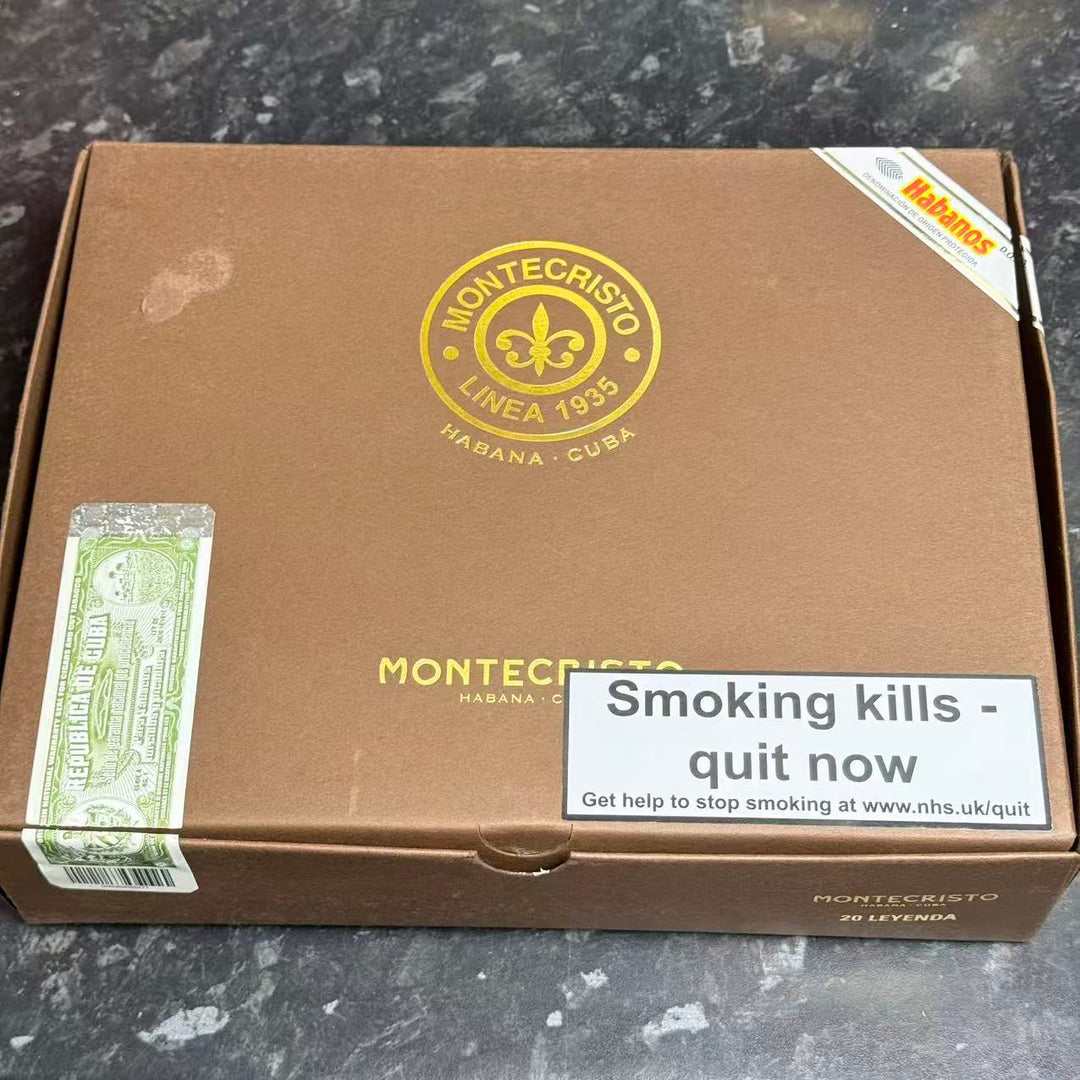 Habanos
DENOMINACIÓN DE ORIGEN PROTEGIDA
MONTECRISTO
LÍNEA 1935
HABANA · CUBA
REPUBLICA DE CUBA
MONTECRISTO
HABANA · C
Smoking kills -
quit now
Get help to stop smoking at www.nhs.uk/quit
MONTECRISTO
HABANA · CUBA
20 LEYENDA